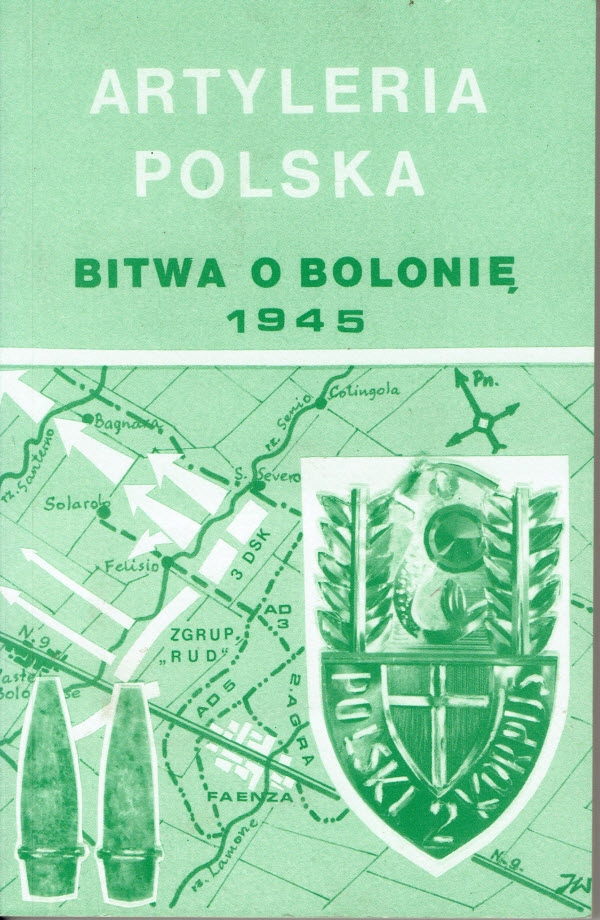 ARTYLERIA
POLSKA
BITWA O BOLONIĘ
1945
Pn.
Cotingola
rz. Senio
Bagnara
rz. Santerno
S. Severo
Solarolo
Felisio
3 DSK
AD
3
ZGRUP.
„RUD"
N. 9.
AD 5
2. AGRA
FAENZA
rz. Lamone
N. 9.
POLSKI 2 KORPUS
JW